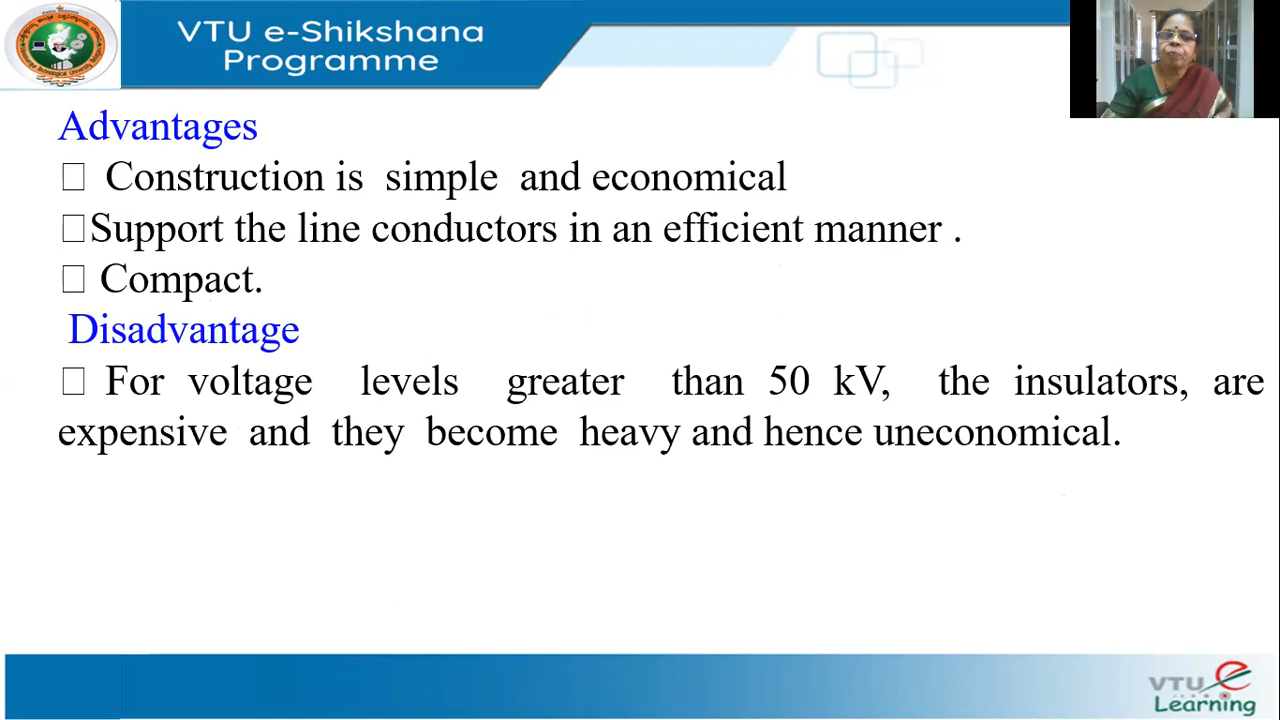 VTU e-Shikshana
Programme
Advantages
Construction is simple and economical
Support the line conductors in an efficient manner .
Compact.
Disadvantage
For voltage levels greater than 50 kV, the insulators, are
expensive and they become heavy and hence uneconomical.
VTU e
Learning